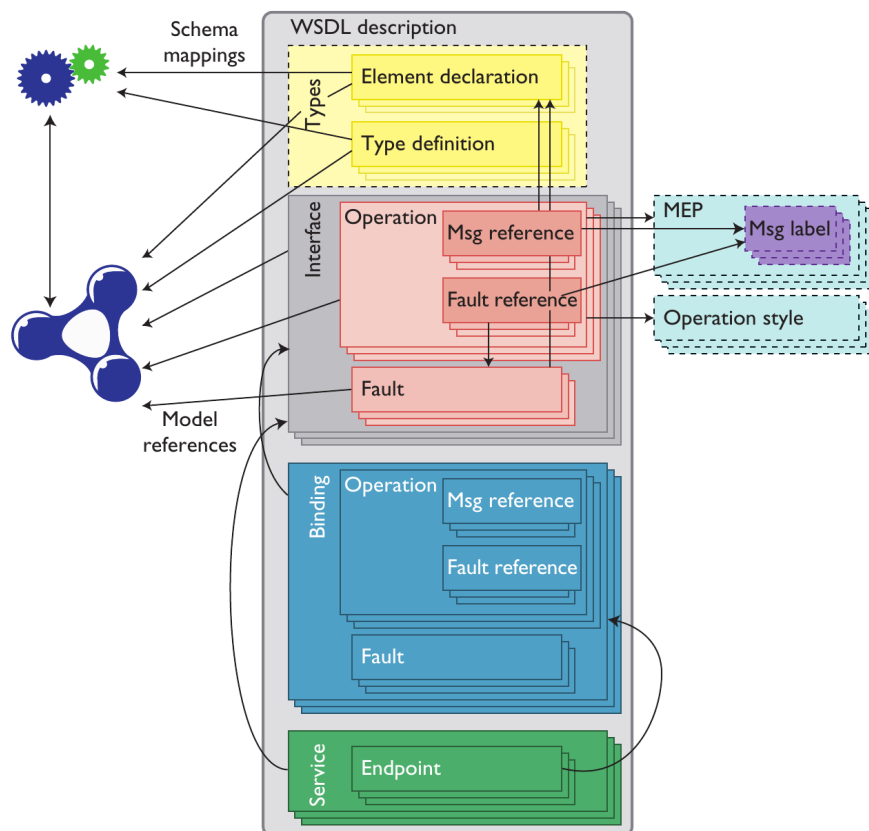 WSDL description
Schema
mappings
Types
Element declaration
Type definition
Interface
Operation
Msg reference
Fault reference
Fault
MEP
Msg label
Operation style
Model
references
Binding
Operation
Msg reference
Fault reference
Fault
Service
Endpoint